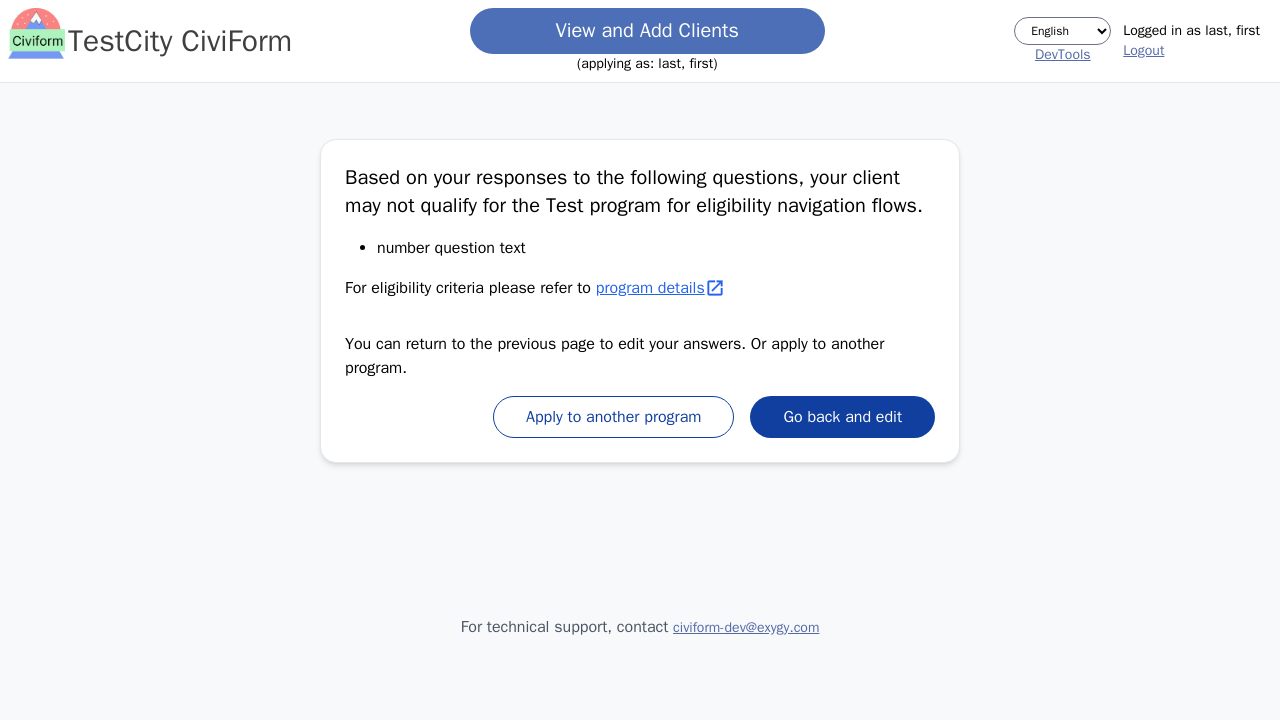 Civiform
TestCity CiviForm
View and Add Clients
(applying as: last, first)
English
DevTools
Logged in as last, first
Logout
Based on your responses to the following questions, your client
may not qualify for the Test program for eligibility navigation flows.
number question text
For eligibility criteria please refer to program details
You can return to the previous page to edit your answers. Or apply to another
program.
Apply to another program
Go back and edit
For technical support, contact civiform-dev@exygy.com